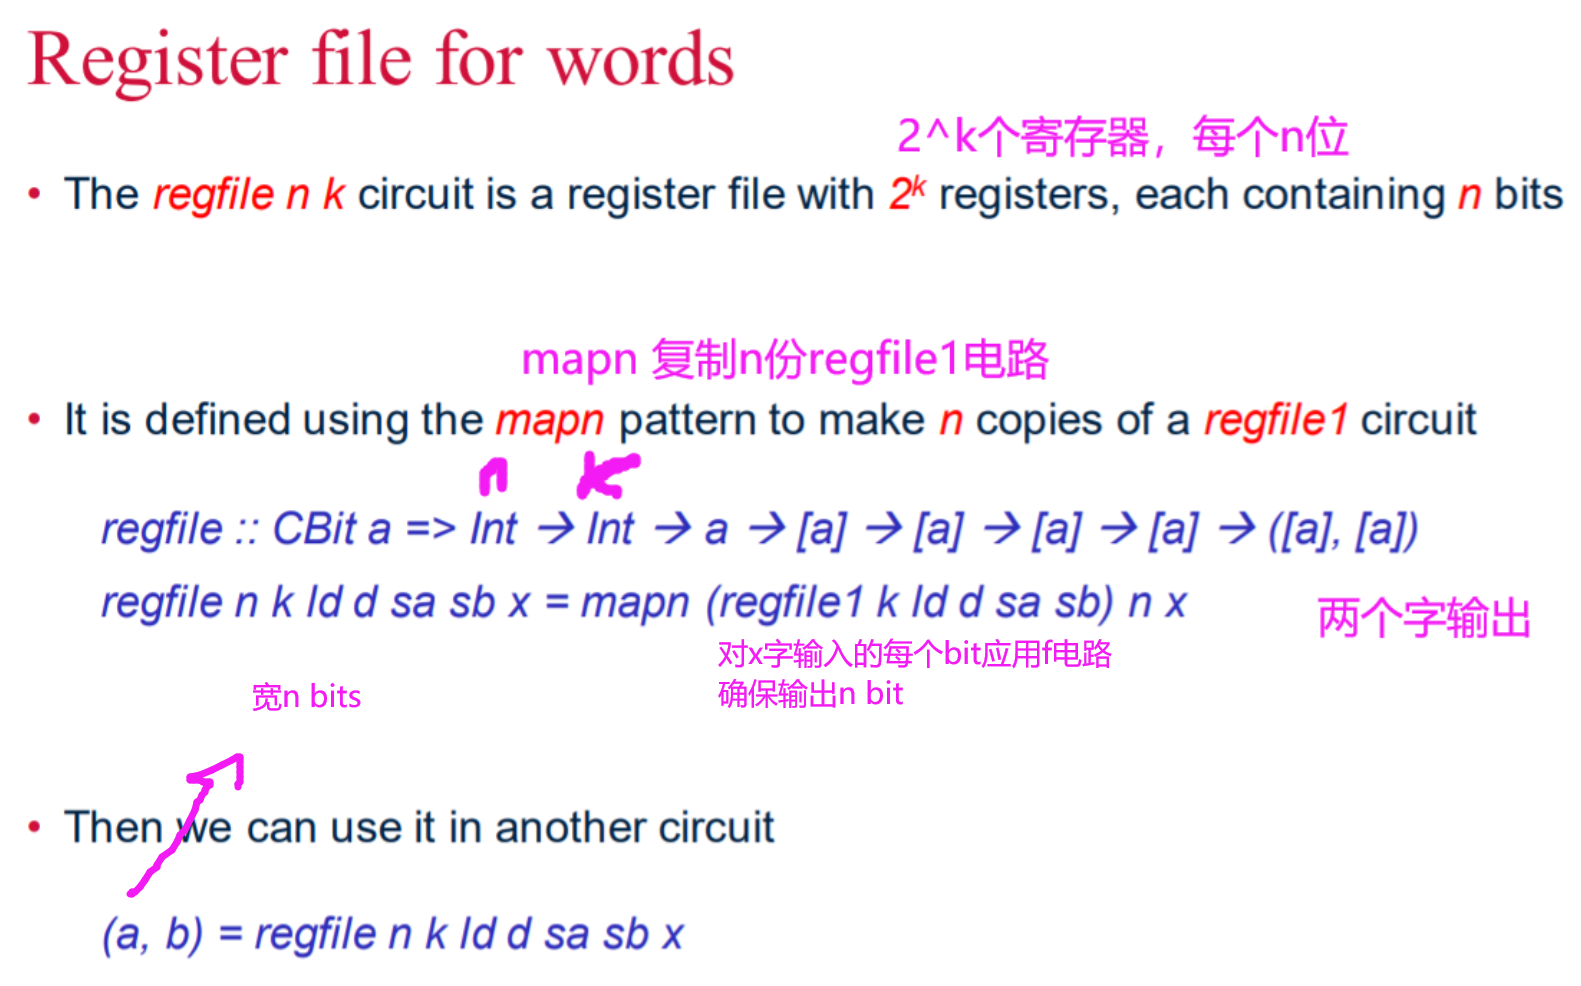 Register file for words
2^k个寄存器，每个n位
• The regfile n k circuit is a register file with 2ᵏ registers, each containing n bits
mapn 复制n份regfile1电路
• It is defined using the mapn pattern to make n copies of a regfile1 circuit
n k
regfile :: CBit a => Int → Int → a → [a] → [a] → [a] → [a] → ([a], [a])
regfile n k ld d sa sb x = mapn (regfile1 k ld d sa sb) n x
两个字输出
对x字输入的每个bit应用f电路
确保输出n bit
宽n bits
• Then we can use it in another circuit
(a, b) = regfile n k ld d sa sb x